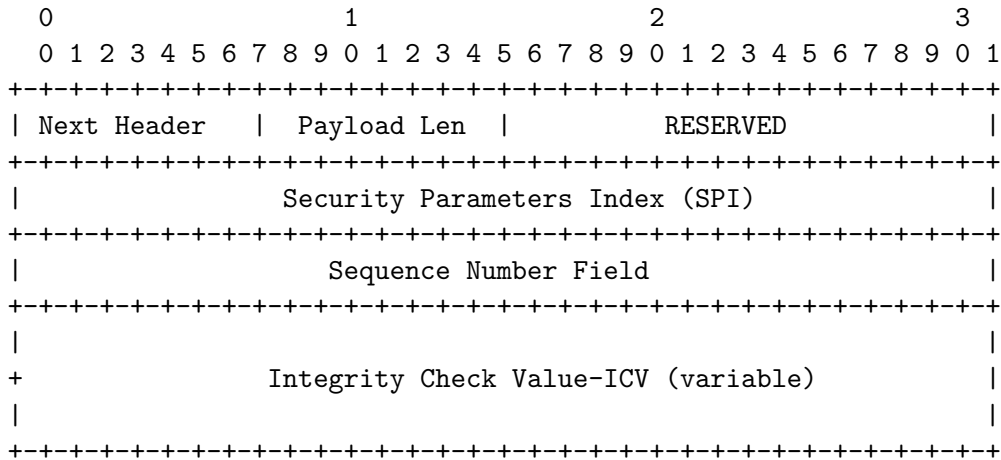 0 1 2 3
0 1 2 3 4 5 6 7 8 9 0 1 2 3 4 5 6 7 8 9 0 1 2 3 4 5 6 7 8 9 0 1
+-+-+-+-+-+-+-+-+-+-+-+-+-+-+-+-+-+-+-+-+-+-+-+-+-+-+-+-+-+-+-+-+
| Next Header | Payload Len | RESERVED |
+-+-+-+-+-+-+-+-+-+-+-+-+-+-+-+-+-+-+-+-+-+-+-+-+-+-+-+-+-+-+-+-+
| Security Parameters Index (SPI) |
+-+-+-+-+-+-+-+-+-+-+-+-+-+-+-+-+-+-+-+-+-+-+-+-+-+-+-+-+-+-+-+-+
| Sequence Number Field |
+-+-+-+-+-+-+-+-+-+-+-+-+-+-+-+-+-+-+-+-+-+-+-+-+-+-+-+-+-+-+-+-+
| |
+ Integrity Check Value-ICV (variable) |
| |
+-+-+-+-+-+-+-+-+-+-+-+-+-+-+-+-+-+-+-+-+-+-+-+-+-+-+-+-+-+-+-+-+